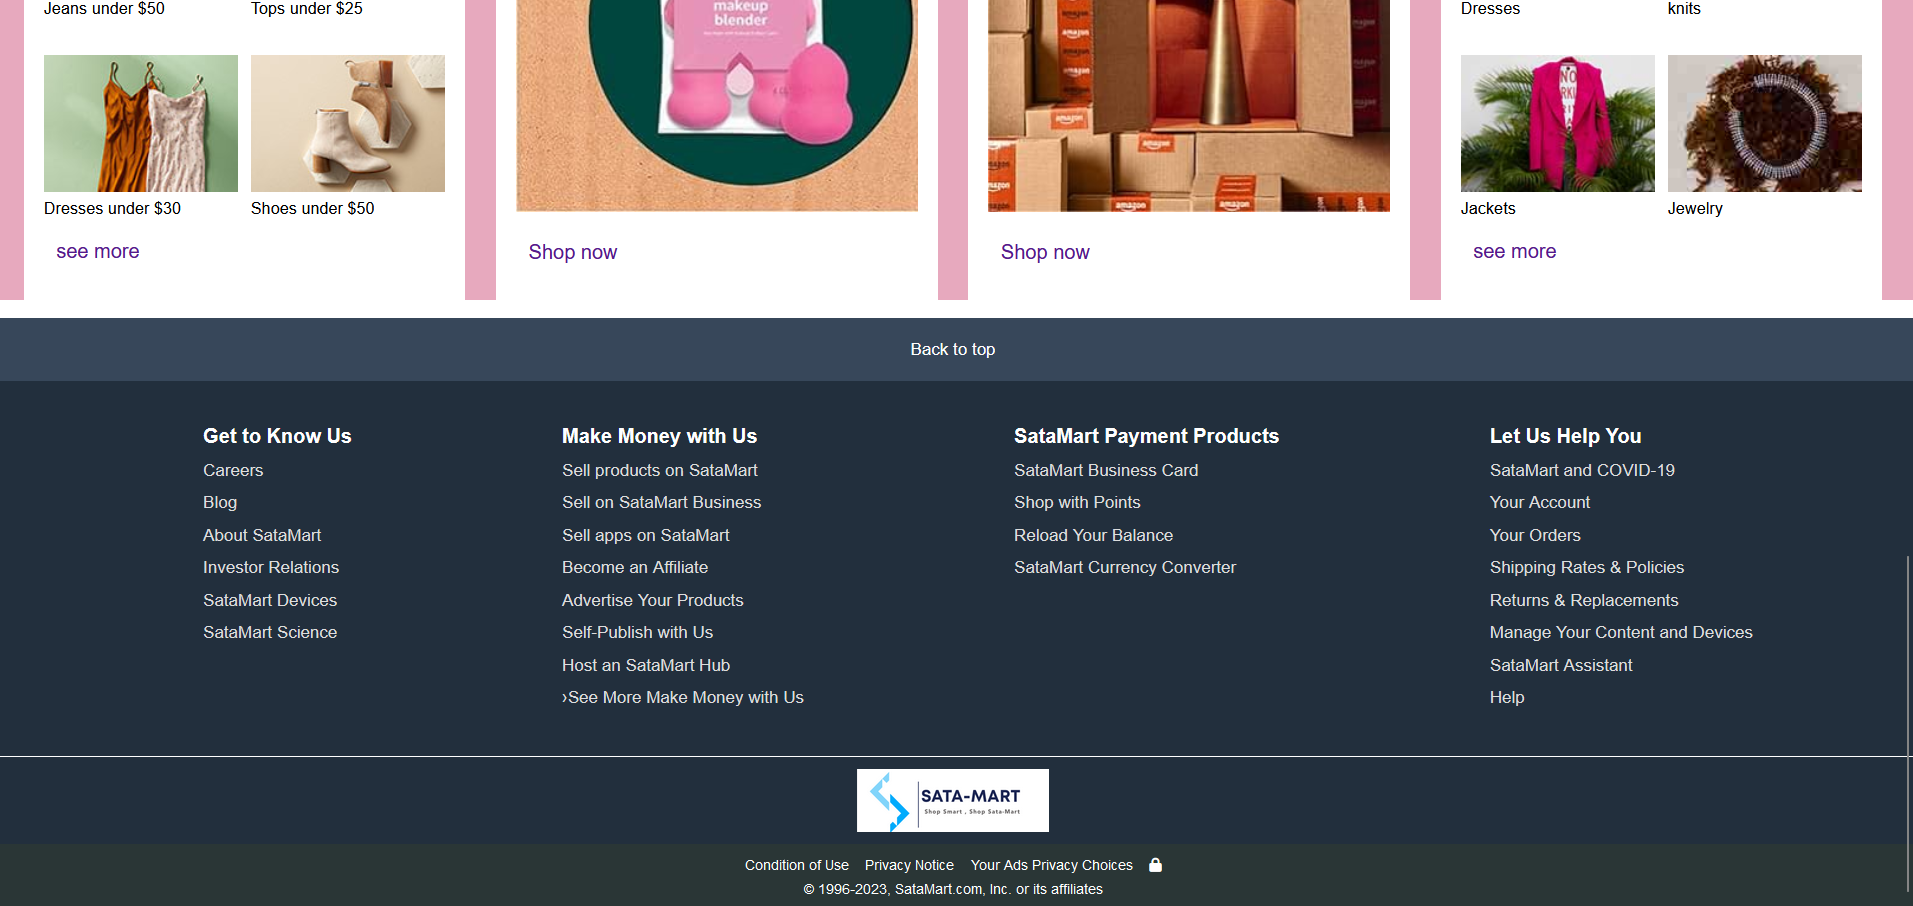 Jeans under $50
Tops under $25
Dresses
knits
makeup
blender
amazon
amazon
amazon
amazon
amazon
amazon
NO
Dresses under $30
Shoes under $50
Jackets
Jewelry
see more
Shop now
Shop now
see more
Back to top
Get to Know Us
Careers
Blog
About SataMart
Investor Relations
SataMart Devices
SataMart Science
Make Money with Us
Sell products on SataMart
Sell on SataMart Business
Sell apps on SataMart
Become an Affiliate
Advertise Your Products
Self-Publish with Us
Host an SataMart Hub
›See More Make Money with Us
SataMart Payment Products
SataMart Business Card
Shop with Points
Reload Your Balance
SataMart Currency Converter
Let Us Help You
SataMart and COVID-19
Your Account
Your Orders
Shipping Rates & Policies
Returns & Replacements
Manage Your Content and Devices
SataMart Assistant
Help
SATA-MART
Shop Smart , Shop Sata-Mart
Condition of Use Privacy Notice Your Ads Privacy Choices
© 1996-2023, SataMart.com, Inc. or its affiliates